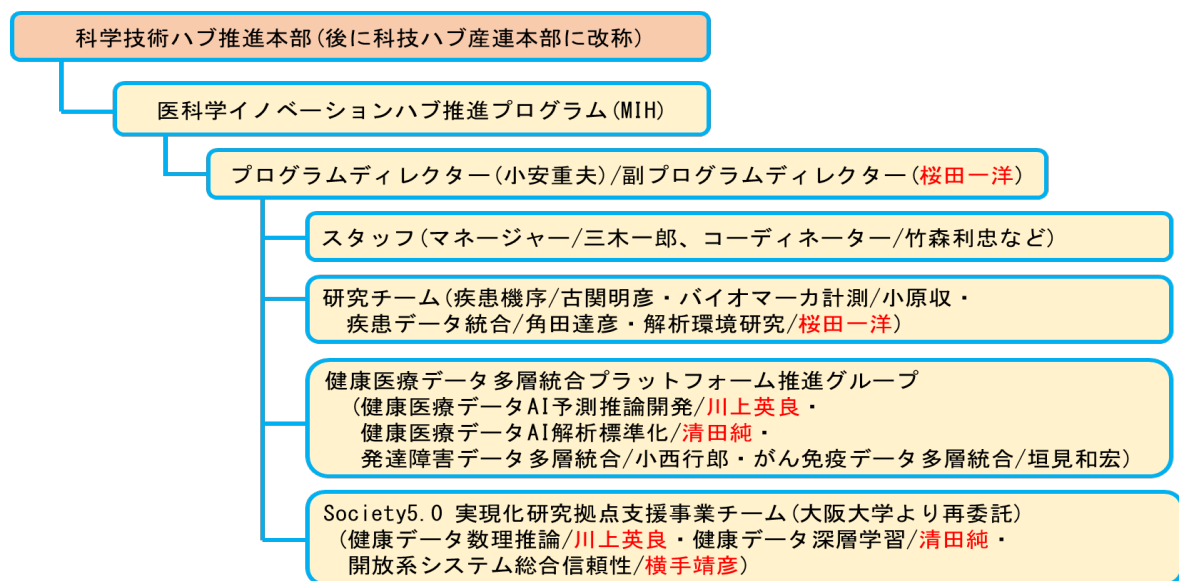 科学技術ハブ推進本部(後に科技ハブ産連本部に改称)
医科学イノベーションハブ推進プログラム(MIH)
プログラムディレクター(小安重夫)/副プログラムディレクター(桜田一洋)
スタッフ(マネージャー/三木一郎、コーディネーター/竹森利忠など)
研究チーム(疾患機序/古関明彦・バイオマーカ計測/小原収・
疾患データ統合/角田達彦・解析環境研究/桜田一洋)
健康医療データ多層統合プラットフォーム推進グループ
(健康医療データAI予測推論開発/川上英良・
健康医療データAI解析標準化/清田純・
発達障害データ多層統合/小西行郎・がん免疫データ多層統合/垣見和宏)
Society5.0 実現化研究拠点支援事業チーム(大阪大学より再委託)
(健康データ数理推論/川上英良・健康データ深層学習/清田純・
開放系システム総合信頼性/横手靖彦)